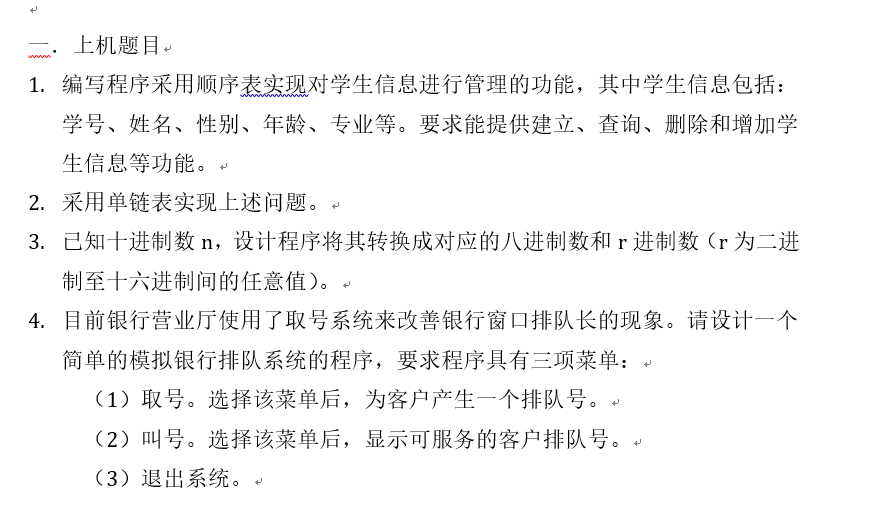 一．上机题目
1. 编写程序采用顺序表实现对学生信息进行管理的功能，其中学生信息包括：
学号、姓名、性别、年龄、专业等。要求能提供建立、查询、删除和增加学
生信息等功能。
2. 采用单链表实现上述问题。
3. 已知十进制数 n，设计程序将其转换成对应的八进制数和 r 进制数（r 为二进
制至十六进制间的任意值）。
4. 目前银行营业厅使用了取号系统来改善银行窗口排队长的现象。请设计一个
简单的模拟银行排队系统的程序，要求程序具有三项菜单：
（1）取号。选择该菜单后，为客户产生一个排队号。
（2）叫号。选择该菜单后，显示可服务的客户排队号。
（3）退出系统。